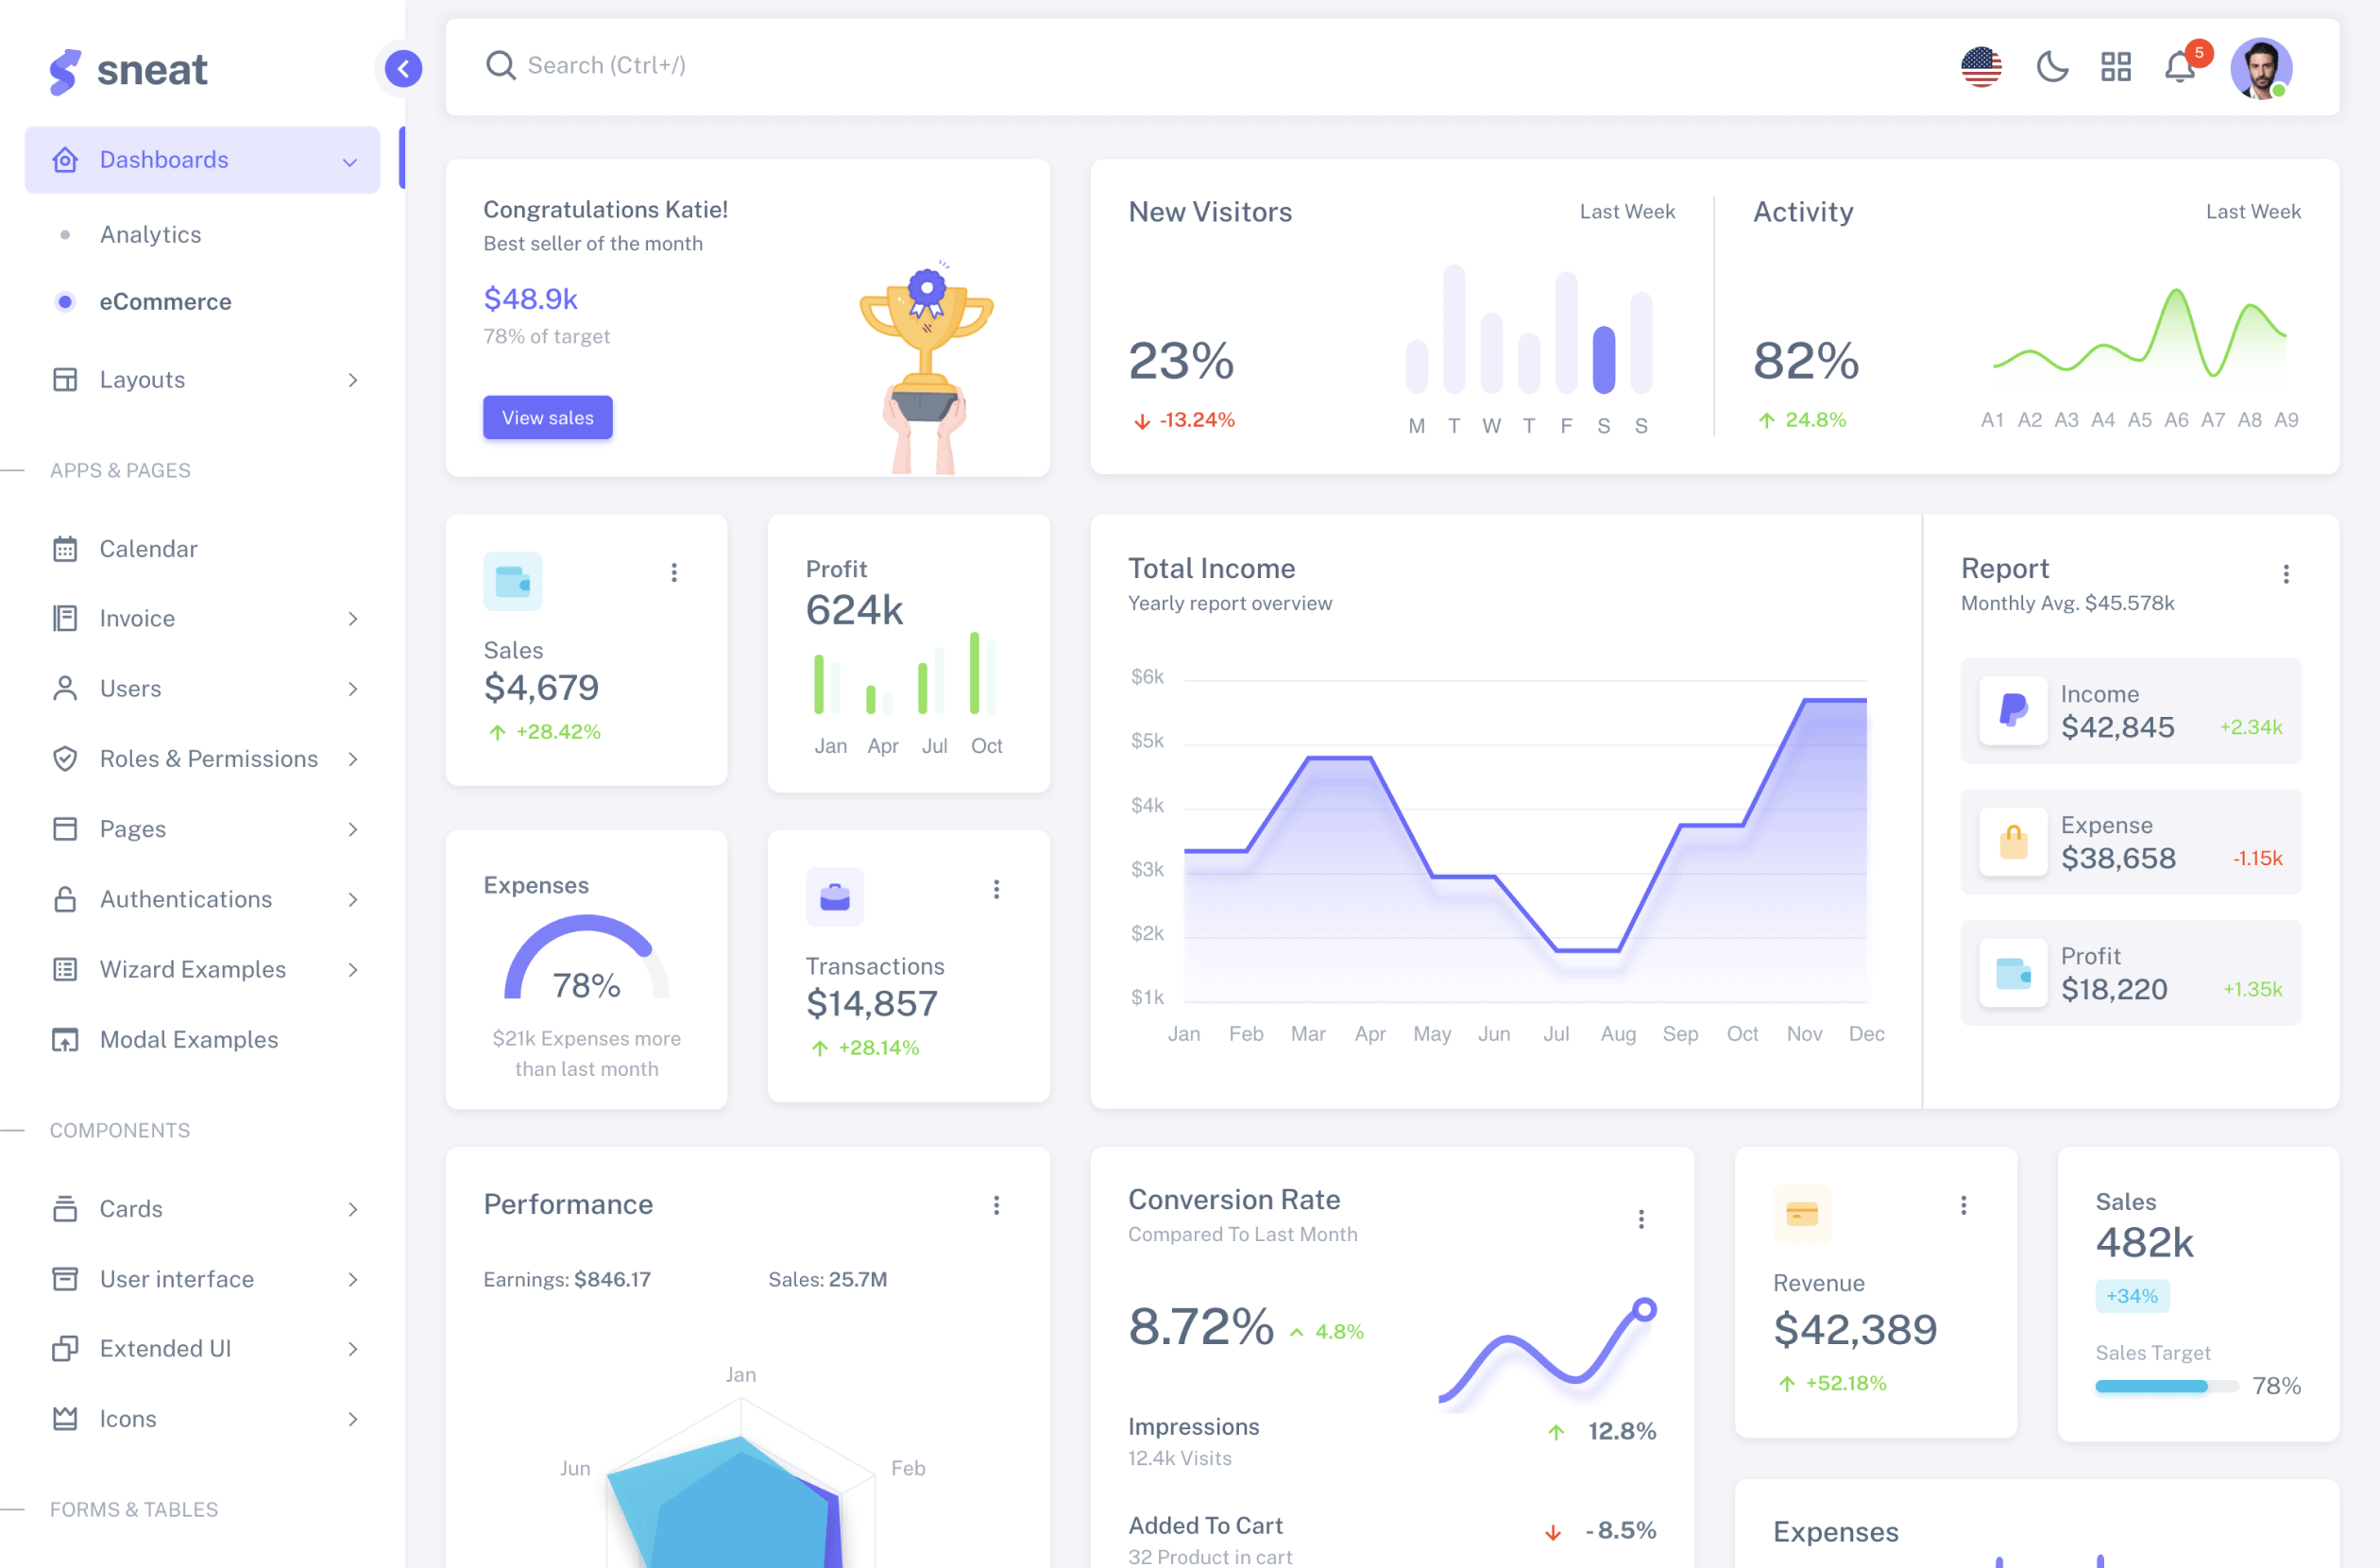 sneat
Dashboards
Analytics
eCommerce
Layouts
APPS & PAGES
Calendar
Invoice
Users
Roles & Permissions
Pages
Authentications
Wizard Examples
Modal Examples
COMPONENTS
Cards
User interface
Extended UI
Icons
FORMS & TABLES
Search (Ctrl+/)
5
Congratulations Katie!
Best seller of the month
$48.9k
78% of target
View sales
New Visitors
Last Week
23%
-13.24%
M T W T F S S
Activity
Last Week
82%
24.8%
A1 A2 A3 A4 A5 A6 A7 A8 A9
Sales
$4,679
+28.42%
Profit
624k
Jan Apr Jul Oct
Expenses
78%
$21k Expenses more
than last month
Transactions
$14,857
+28.14%
Total Income
Yearly report overview
$6k
$5k
$4k
$3k
$2k
$1k
Jan Feb Mar Apr May Jun Jul Aug Sep Oct Nov Dec
Report
Monthly Avg. $45.578k
Income
$42,845 +2.34k
Expense
$38,658 -1.15k
Profit
$18,220 +1.35k
Performance
Earnings: $846.17 Sales: 25.7M
Jan
Jun Feb
Conversion Rate
Compared To Last Month
8.72% 4.8%
Impressions
12.4k Visits
12.8%
Added To Cart
32 Product in cart
- 8.5%
Revenue
$42,389
+52.18%
Sales
482k
+34%
Sales Target
78%
Expenses